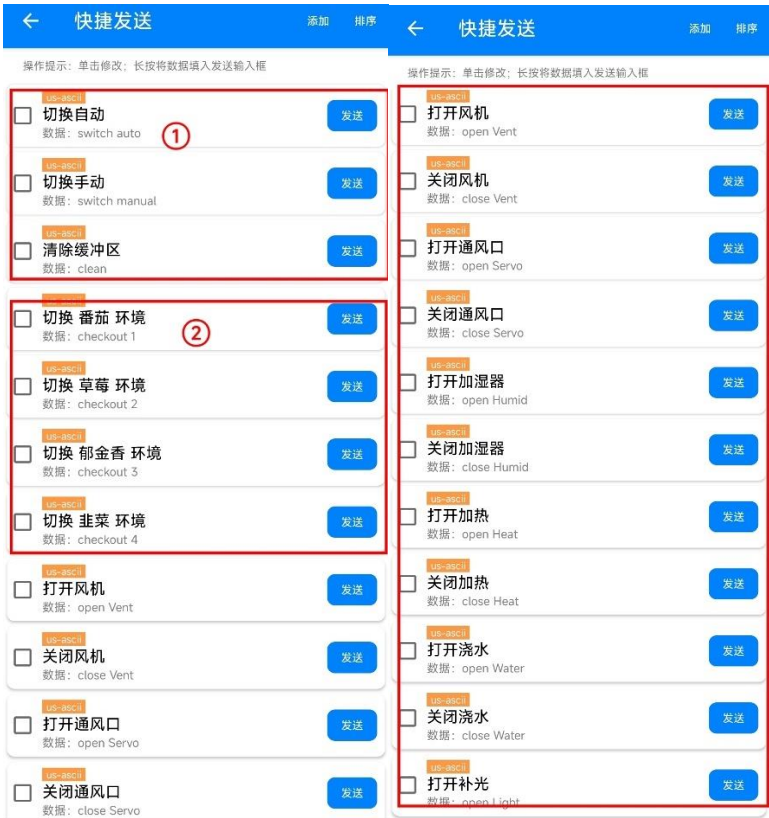 快捷发送
添加
排序
操作提示：单击修改；长按将数据填入发送输入框
us-ascii
切换自动
数据：switch auto
发送
①
us-ascii
切换手动
数据：switch manual
发送
us-ascii
清除缓冲区
数据：clean
发送
us-ascii
切换 番茄 环境
数据：checkout 1
发送
②
us-ascii
切换 草莓 环境
数据：checkout 2
发送
us-ascii
切换 郁金香 环境
数据：checkout 3
发送
us-ascii
切换 韭菜 环境
数据：checkout 4
发送
us-ascii
打开风机
数据：open Vent
发送
us-ascii
关闭风机
数据：close Vent
发送
us-ascii
打开通风口
数据：open Servo
发送
us-ascii
关闭通风口
数据：close Servo
发送
快捷发送
添加
排序
操作提示：单击修改；长按将数据填入发送输入框
us-ascii
打开风机
数据：open Vent
发送
us-ascii
关闭风机
数据：close Vent
发送
us-ascii
打开通风口
数据：open Servo
发送
us-ascii
关闭通风口
数据：close Servo
发送
us-ascii
打开加湿器
数据：open Humid
发送
us-ascii
关闭加湿器
数据：close Humid
发送
us-ascii
打开加热
数据：open Heat
发送
us-ascii
关闭加热
数据：close Heat
发送
us-ascii
打开浇水
数据：open Water
发送
us-ascii
关闭浇水
数据：close Water
发送
us-ascii
打开补光
数据：open Light
发送